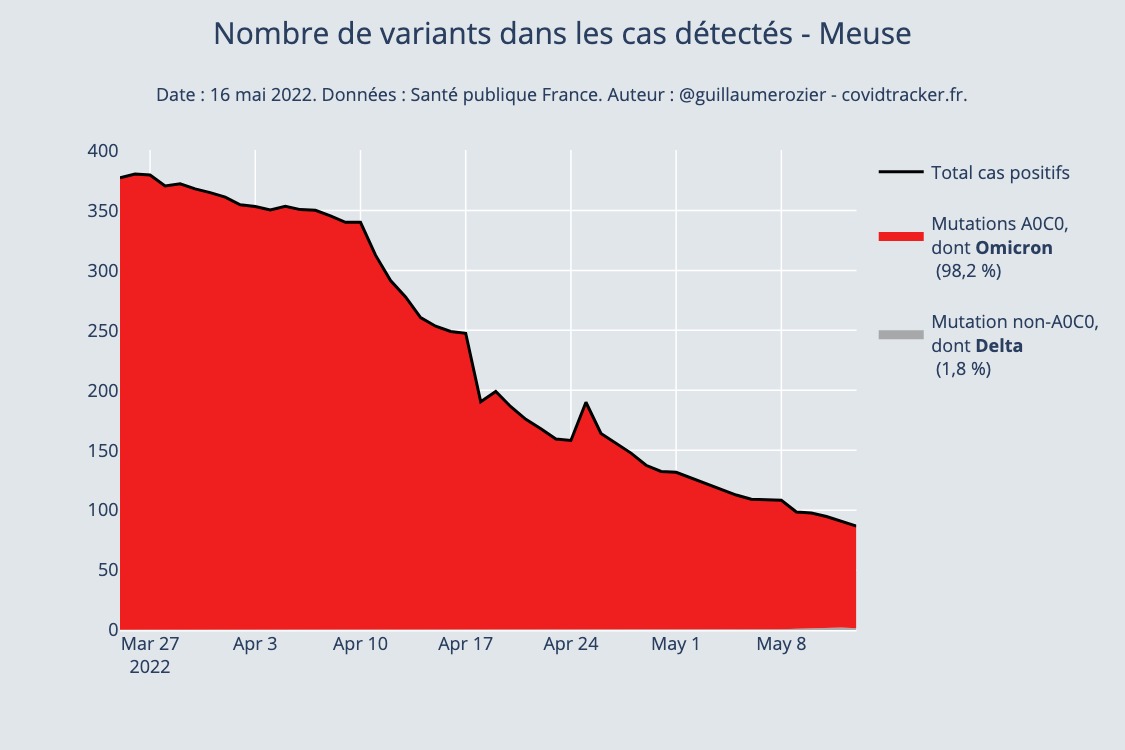 Nombre de variants dans les cas détectés - Meuse
Date : 16 mai 2022. Données : Santé publique France. Auteur : @guillaumerozier - covidtracker.fr.
400
350
300
250
200
150
100
50
0
Mar 27
2022
Apr 3
Apr 10
Apr 17
Apr 24
May 1
May 8
Total cas positifs
Mutations A0C0,
dont Omicron
(98,2 %)
Mutation non-A0C0,
dont Delta
(1,8 %)